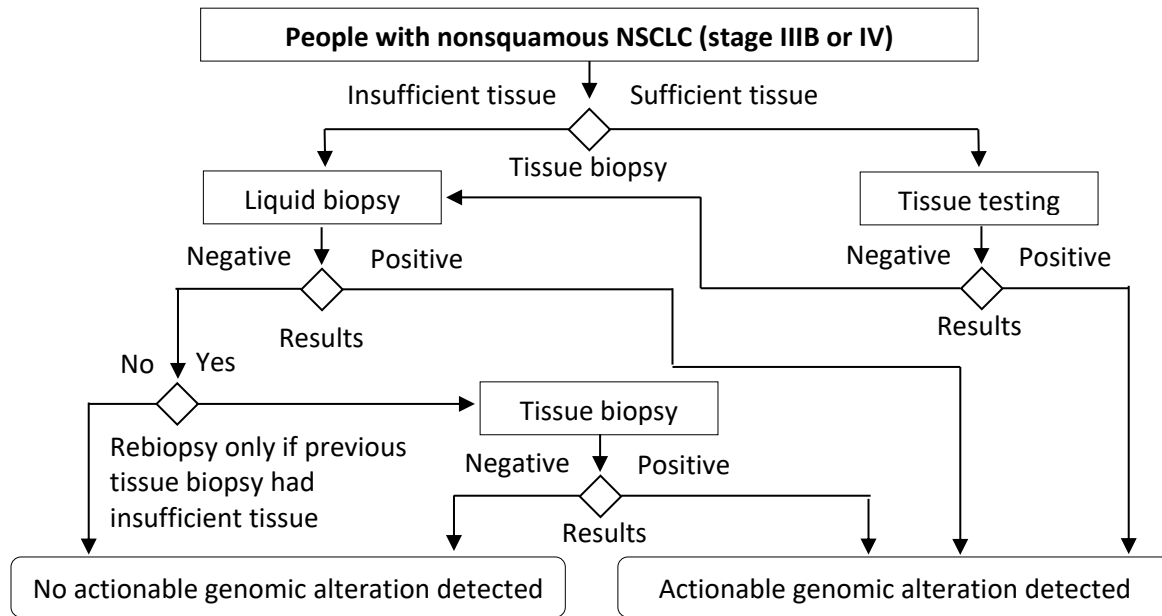 People with nonsquamous NSCLC (stage IIIB or IV)
Insufficient tissue
Sufficient tissue
Tissue biopsy
Liquid biopsy
Tissue testing
Negative
Positive
Negative
Positive
Results
Results
No
Yes
Tissue biopsy
Rebiopsy only if previous
tissue biopsy had
insufficient tissue
Negative
Positive
Results
No actionable genomic alteration detected
Actionable genomic alteration detected